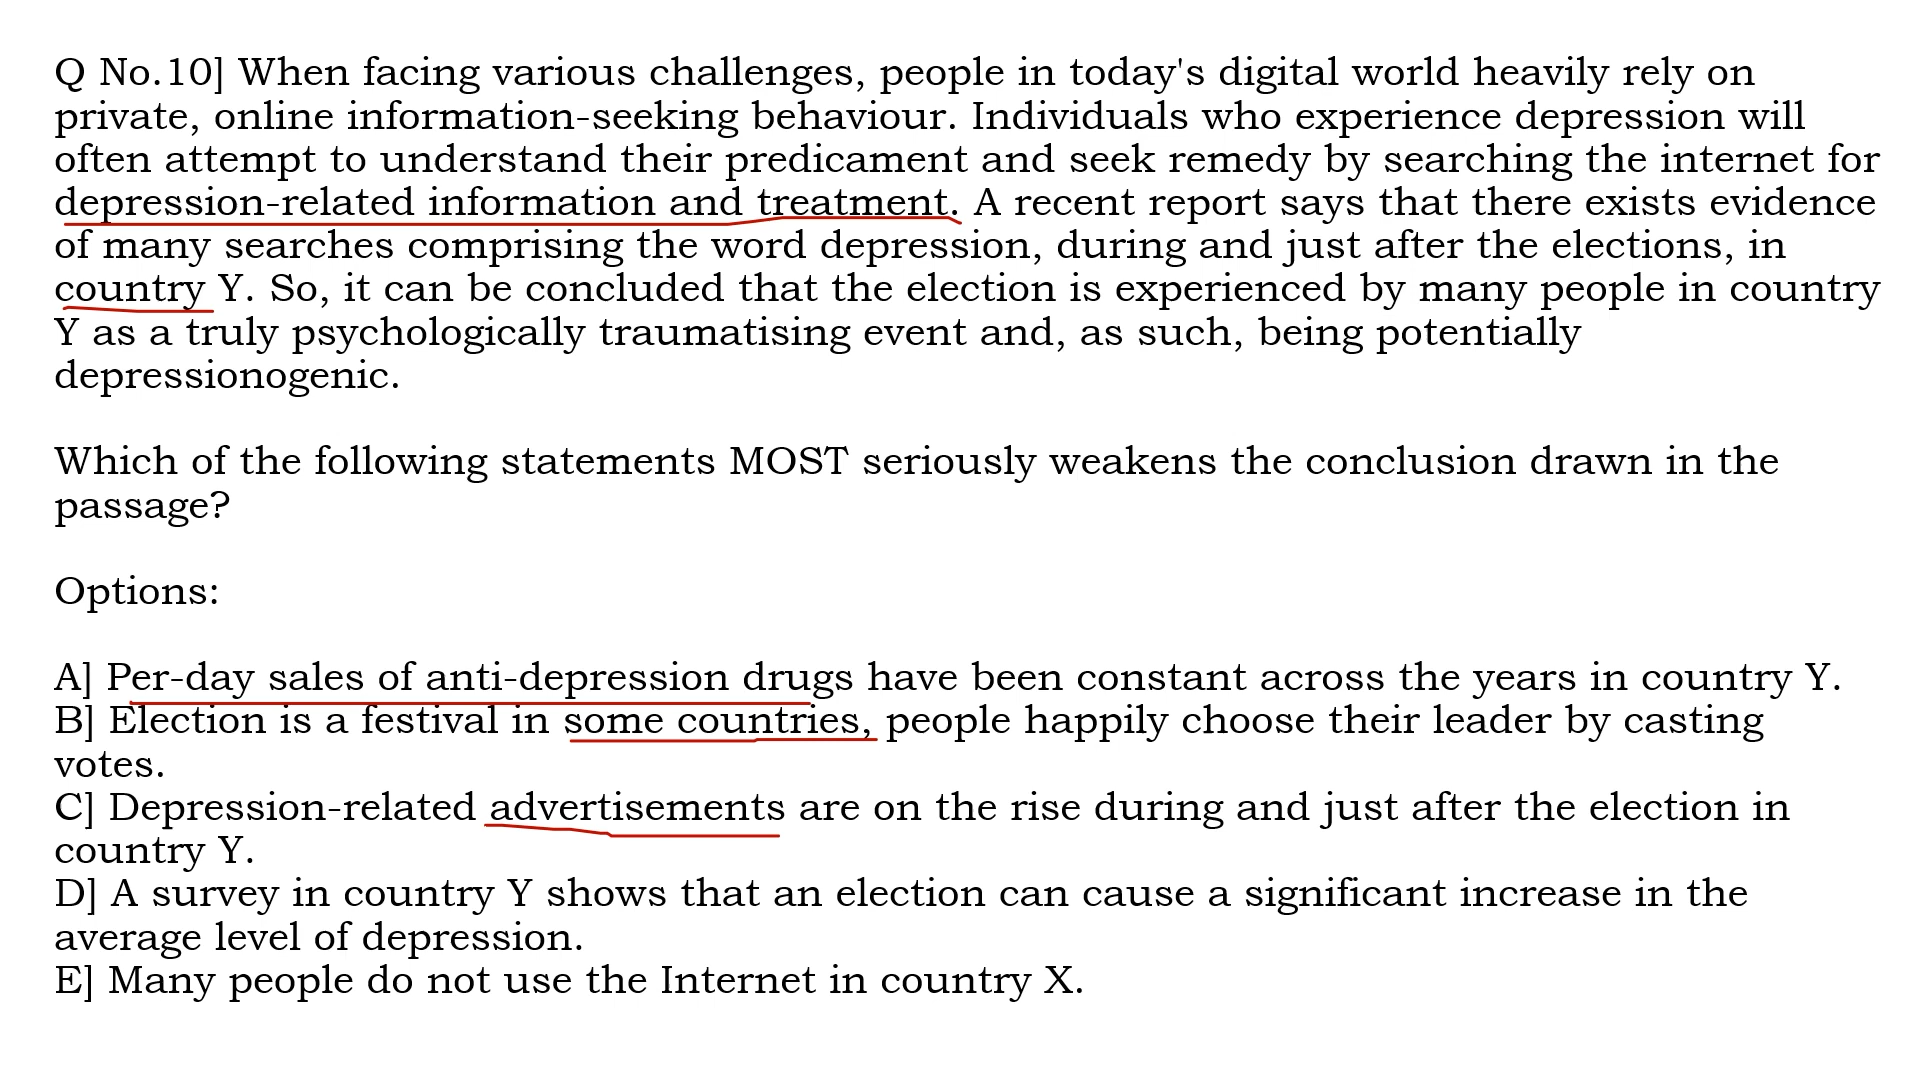 Q No.10] When facing various challenges, people in today's digital world heavily rely on
private, online information-seeking behaviour. Individuals who experience depression will
often attempt to understand their predicament and seek remedy by searching the internet for
depression-related information and treatment. A recent report says that there exists evidence
of many searches comprising the word depression, during and just after the elections, in
country Y. So, it can be concluded that the election is experienced by many people in country
Y as a truly psychologically traumatising event and, as such, being potentially
depressionogenic.
Which of the following statements MOST seriously weakens the conclusion drawn in the
passage?
Options:
A] Per-day sales of anti-depression drugs have been constant across the years in country Y.
B] Election is a festival in some countries, people happily choose their leader by casting
votes.
C] Depression-related advertisements are on the rise during and just after the election in
country Y.
D] A survey in country Y shows that an election can cause a significant increase in the
average level of depression.
E] Many people do not use the Internet in country X.